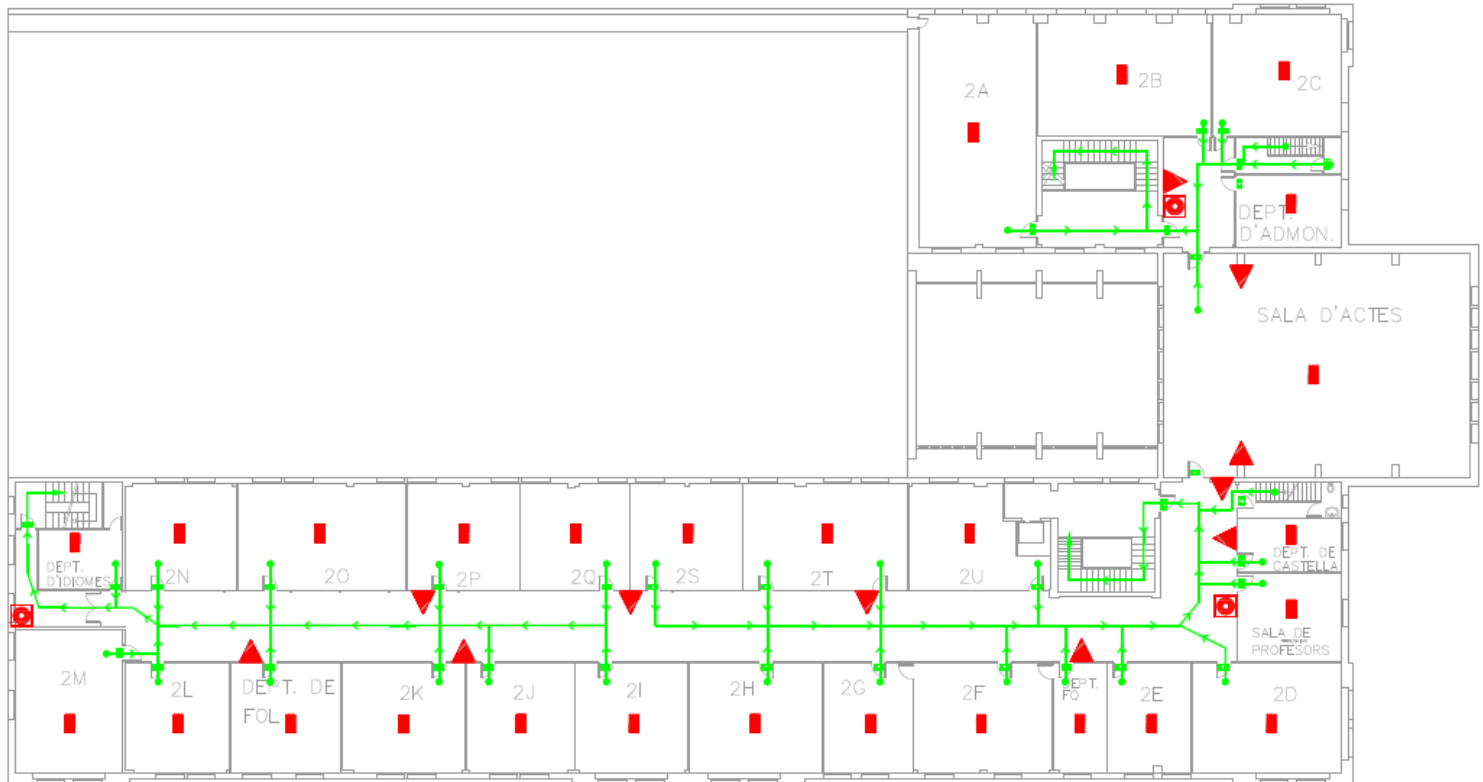 2A
2B
2C
DEPT.
D'ADMON.
SALA D'ACTES
DEPT.
D'IDIOMES
2N
2O
2P
2Q
2S
2T
2U
DEPT. DE
CASTELLA
SALA DE
PROFESORS
2M
2L
DEPT. DE
FOL
2K
2J
2I
2H
2G
2F
DEPT.
FQ
2E
2D